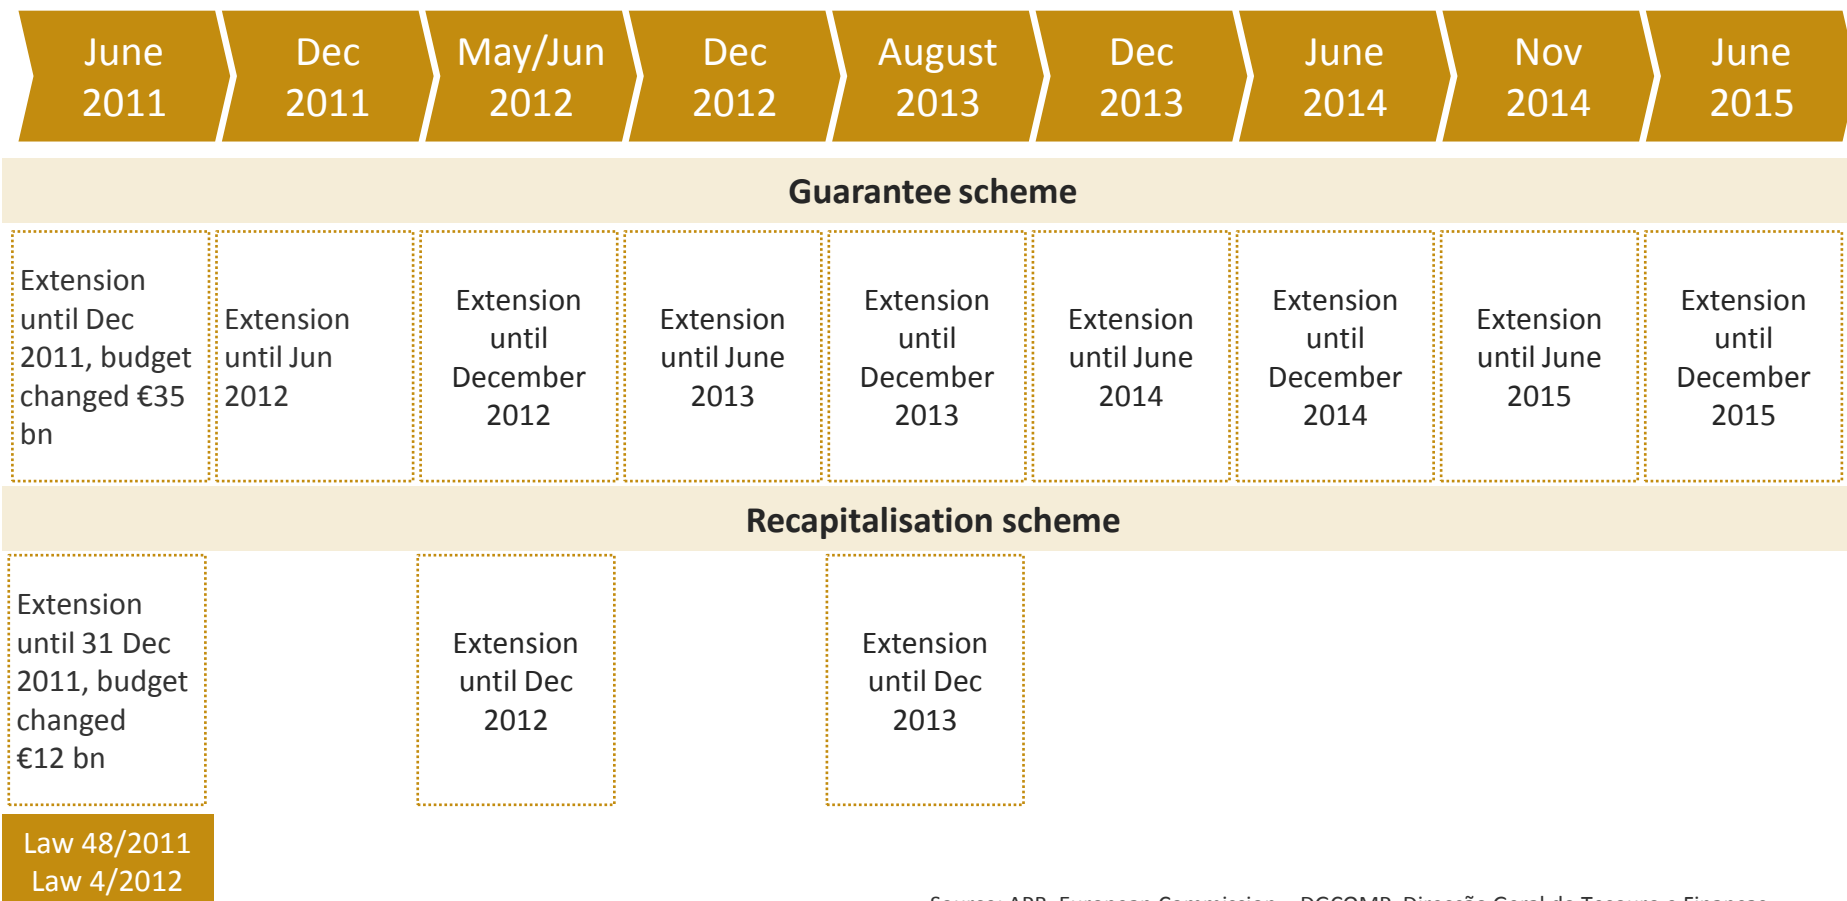 June
2011
Dec
2011
May/Jun
2012
Dec
2012
August
2013
Dec
2013
June
2014
Nov
2014
June
2015
Guarantee scheme
Extension
until Dec
2011, budget
changed €35
bn
Extension
until Jun
2012
Extension
until
December
2012
Extension
until June
2013
Extension
until
December
2013
Extension
until June
2014
Extension
until
December
2014
Extension
until June
2015
Extension
until
December
2015
Recapitalisation scheme
Extension
until 31 Dec
2011, budget
changed
€12 bn
Extension
until Dec
2012
Extension
until Dec
2013
Law 48/2011
Law 4/2012